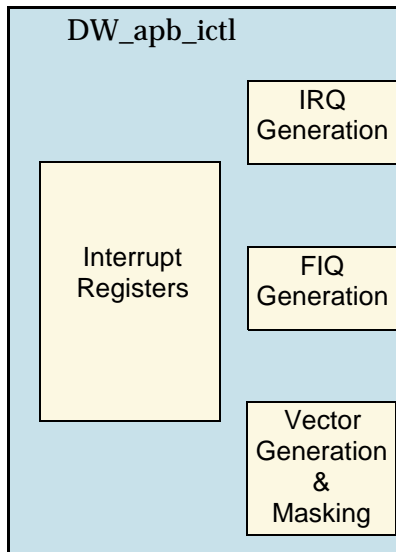 DW_apb_ictl
IRQ
Generation
Interrupt
Registers
FIQ
Generation
Vector
Generation
&
Masking